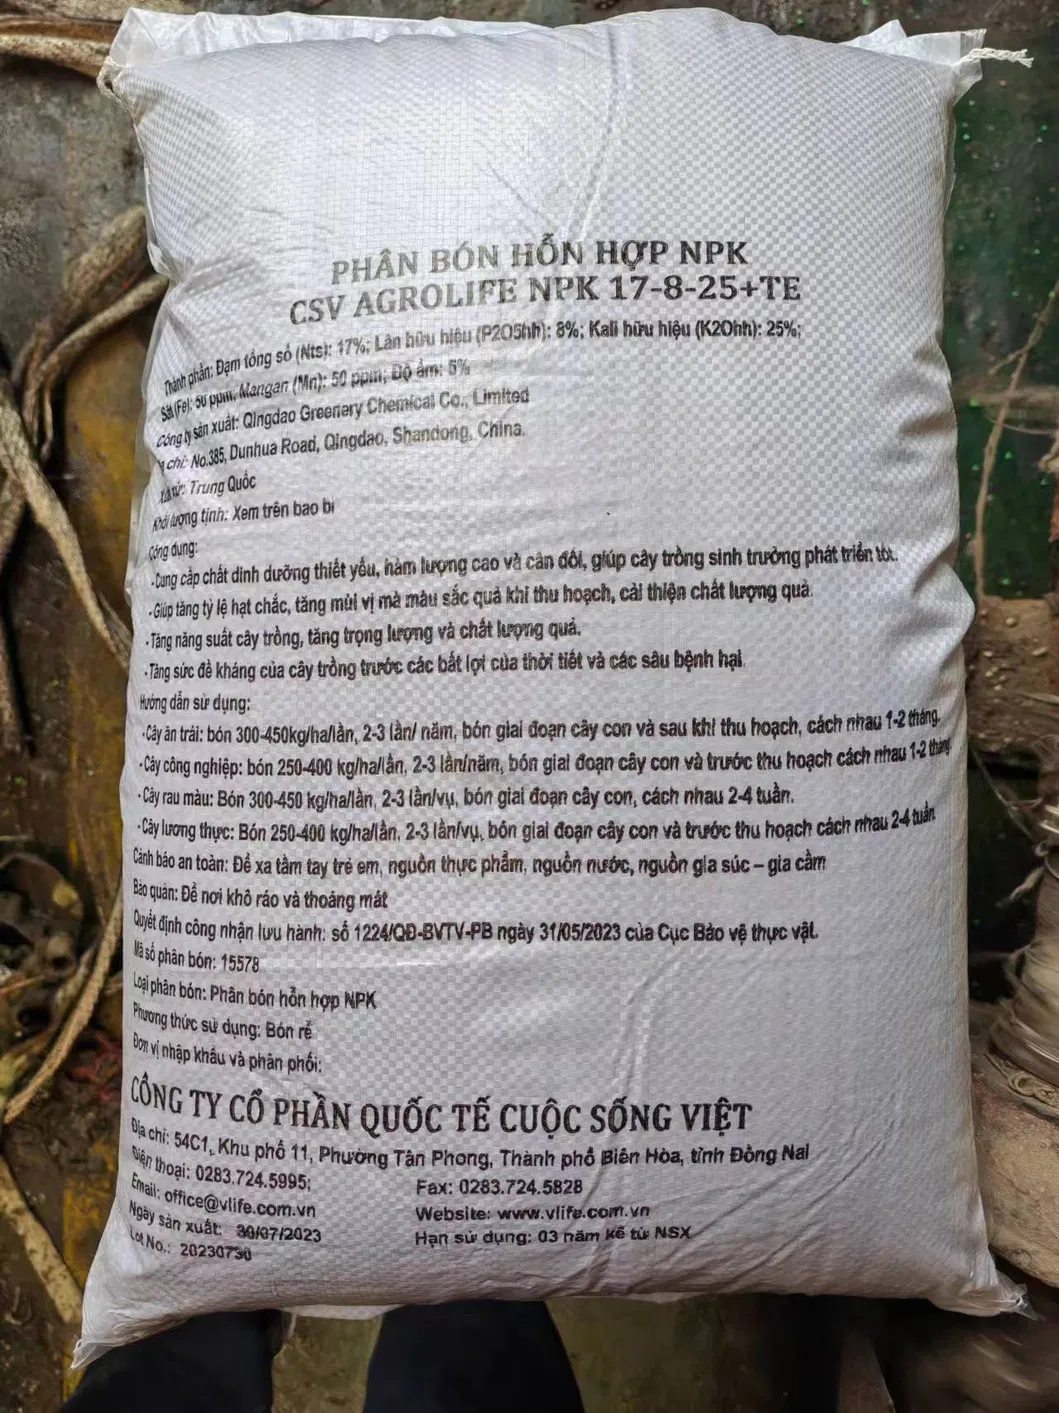 PHÂN BÓN HỖN HỢP NPK
CSV AGROLIFE NPK 17-8-25+TE
Thành phần: Đạm tổng số (Nts): 17%; Lân hữu hiệu (P2O5hh): 8%; Kali hữu hiệu (K2Ohh): 25%;
Sắt (Fe): 50 ppm, Mangan (Mn): 50 ppm; Độ ẩm: 5%
Công ty sản xuất: Qingdao Greenery Chemical Co., Limited
chỉ: No.385, Dunhua Road, Qingdao, Shandong, China.
Xuất xứ: Trung Quốc
Khối lượng tịnh: Xem trên bao bì
Công dụng:
-Cung cấp chất dinh dưỡng thiết yếu, hàm lượng cao và cân đối, giúp cây trồng sinh trưởng phát triển tốt.
-Giúp tăng tỷ lệ hạt chắc, tăng mùi vị mà màu sắc quả khi thu hoạch, cải thiện chất lượng quả.
-Tăng năng suất cây trồng, tăng trọng lượng và chất lượng quả.
-Tăng sức đề kháng của cây trồng trước các bất lợi của thời tiết và các sâu bệnh hại.
Hướng dẫn sử dụng:
-Cây ăn trái: bón 300-450kg/ha/lần, 2-3 lần/ năm, bón giai đoạn cây con và sau khi thu hoạch, cách nhau 1-2 tháng.
-Cây công nghiệp: bón 250-400 kg/ha/lần, 2-3 lần/năm, bón giai đoạn cây con và trước thu hoạch cách nhau 1-2 tháng.
-Cây rau màu: Bón 300-450 kg/ha/lần, 2-3 lần/vụ, bón giai đoạn cây con, cách nhau 2-4 tuần.
-Cây lương thực: Bón 250-400 kg/ha/lần, 2-3 lần/vụ, bón giai đoạn cây con và trước thu hoạch cách nhau 2-4 tuần.
Cảnh báo an toàn: Để xa tầm tay trẻ em, nguồn thực phẩm, nguồn nước, nguồn gia súc – gia cầm
Bảo quản: Để nơi khô ráo và thoáng mát
Quyết định công nhận lưu hành: số 1224/QĐ-BVTV-PB ngày 31/05/2023 của Cục Bảo vệ thực vật.
Mã số phân bón: 15578
Loại phân bón: Phân bón hỗn hợp NPK
Phương thức sử dụng: Bón rễ
Đơn vị nhập khẩu và phân phối:
CÔNG TY CỔ PHẦN QUỐC TẾ CUỘC SỐNG VIỆT
Địa chỉ: 54C1, Khu phố 11, Phường Tân Phong, Thành phố Biên Hòa, tỉnh Đồng Nai
Điện thoại: 0283.724.5995; Fax: 0283.724.5828
Email: office@vlife.com.vn Website: www.vlife.com.vn
Ngày sản xuất: 30/07/2023 Hạn sử dụng: 03 năm kể từ NSX
Lot No.: 20230730